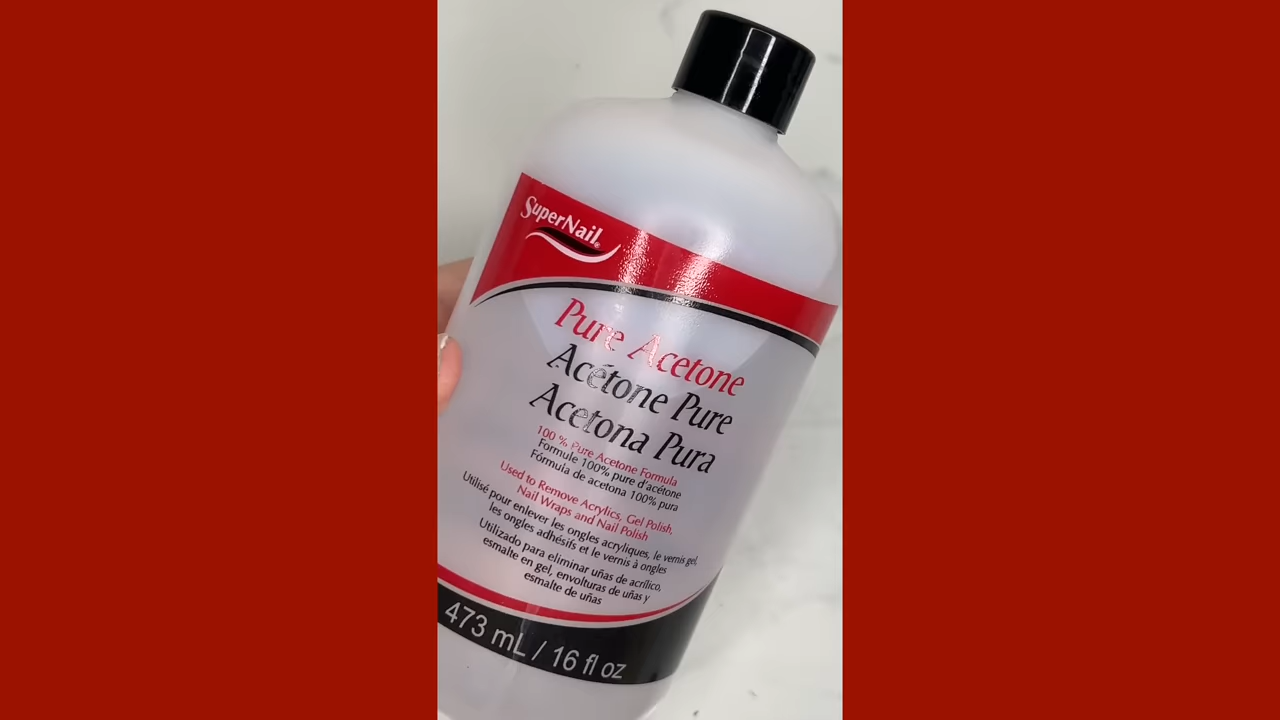 SuperNail®
Pure Acetone
Acétone Pure
Acetona Pura
100 % Pure Acetone Formula
Formule 100% pure d'acétone
Fórmula de acetona 100% pura
Used to Remove Acrylics, Gel Polish,
Nail Wraps and Nail Polish
Utilisé pour enlever les ongles acryliques, le vernis gel,
les ongles adhésifs et le vernis à ongles
Utilizado para eliminar uñas de acrílico,
esmalte en gel, envolturas de uñas y
esmalte de uñas
473 mL / 16 fl oz